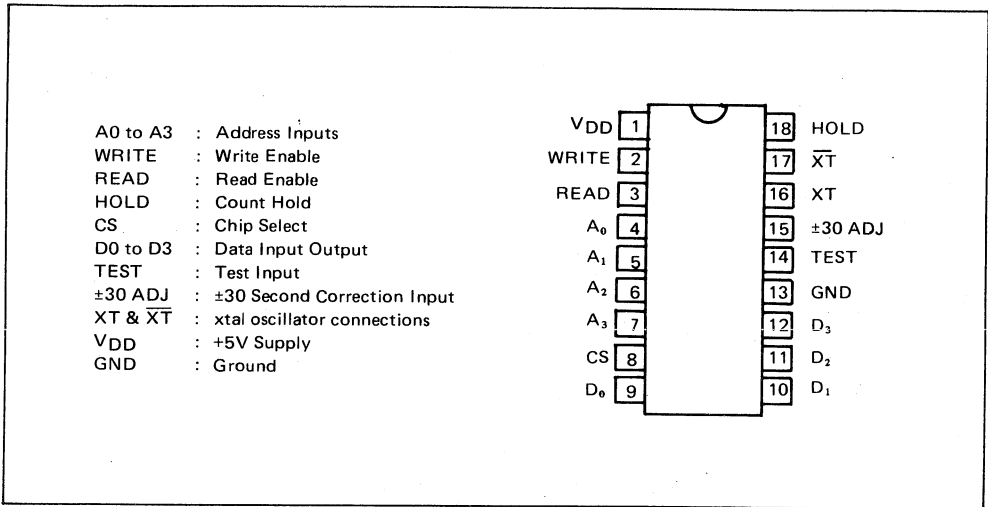 A0 to A3 : Address Inputs
WRITE : Write Enable
READ : Read Enable
HOLD : Count Hold
CS : Chip Select
D0 to D3 : Data Input Output
TEST : Test Input
±30 ADJ : ±30 Second Correction Input
XT & X̅T̅ : xtal oscillator connections
VDD : +5V Supply
GND : Ground
VDD 1 18 HOLD
WRITE 2 17 X̅T̅
READ 3 16 XT
A₀ 4 15 ±30 ADJ
A₁ 5 14 TEST
A₂ 6 13 GND
A₃ 7 12 D₃
CS 8 11 D₂
D₀ 9 10 D₁